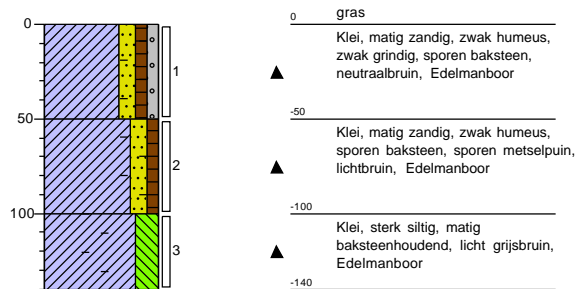 0
50
100
1
2
3
0
gras
Klei, matig zandig, zwak humeus,
zwak grindig, sporen baksteen,
neutraalbruin, Edelmanboor
-50
Klei, matig zandig, zwak humeus,
sporen baksteen, sporen metselpuin,
lichtbruin, Edelmanboor
-100
Klei, sterk siltig, matig
baksteenhoudend, licht grijsbruin,
Edelmanboor
-140